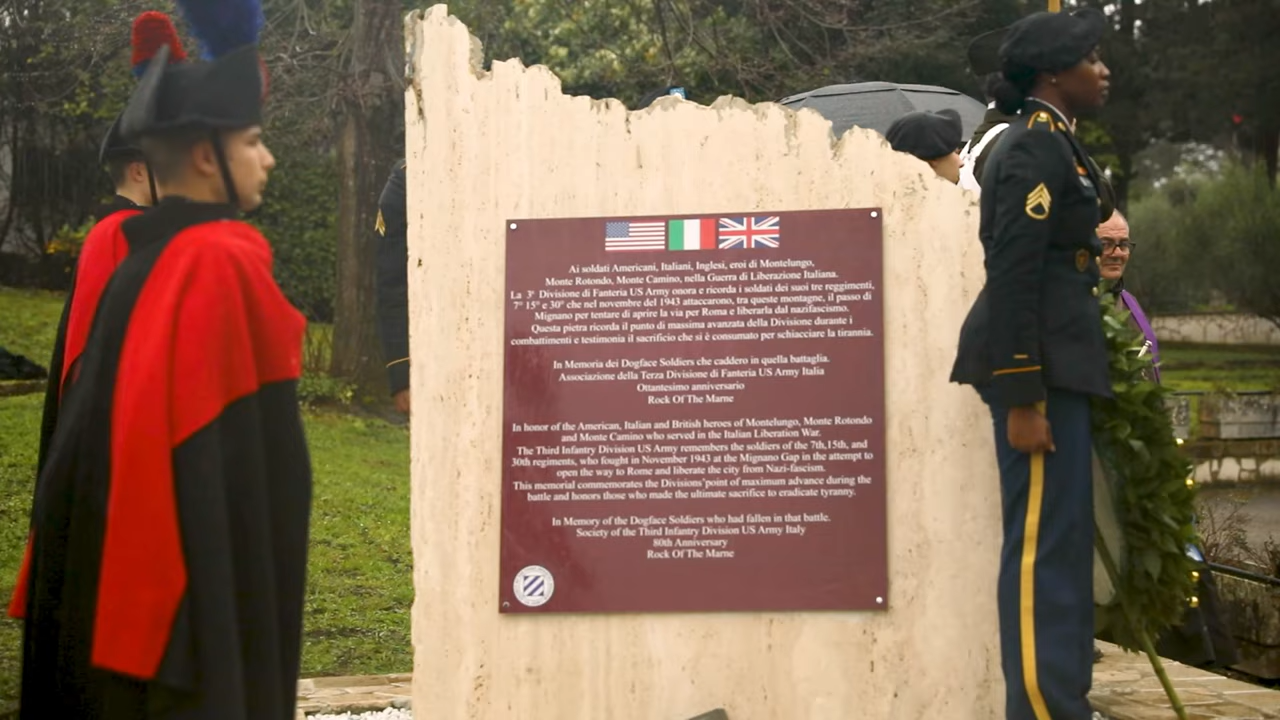 Ai soldati Americani, Italiani, Inglesi, eroi di Montelungo,
Monte Rotondo, Monte Camino, nella Guerra di Liberazione Italiana.
La 3ª Divisione di Fanteria US Army onora e ricorda i soldati dei suoi tre reggimenti,
7° 15° e 30° che nel novembre del 1943 attaccarono, tra queste montagne, il passo di
Mignano per tentare di aprire la via per Roma e liberarla dal nazifascismo.
Questa pietra ricorda il punto di massima avanzata della Divisione durante i
combattimenti e testimonia il sacrificio che si è consumato per schiacciare la tirannia.
In Memoria dei Dogface Soldiers che caddero in quella battaglia.
Associazione della Terza Divisione di Fanteria US Army Italia
Ottantesimo anniversario
Rock Of The Marne
In honor of the American, Italian and British heroes of Montelungo, Monte Rotondo
and Monte Camino who served in the Italian Liberation War.
The Third Infantry Division US Army remembers the soldiers of the 7th,15th, and
30th regiments, who fought in November 1943 at the Mignano Gap in the attempt to
open the way to Rome and liberate the city from Nazi-fascism.
This memorial commemorates the Divisions'point of maximum advance during the
battle and honors those who made the ultimate sacrifice to eradicate tyranny.
In Memory of the Dogface Soldiers who had fallen in that battle.
Society of the Third Infantry Division US Army Italy
80th Anniversary
Rock Of The Marne